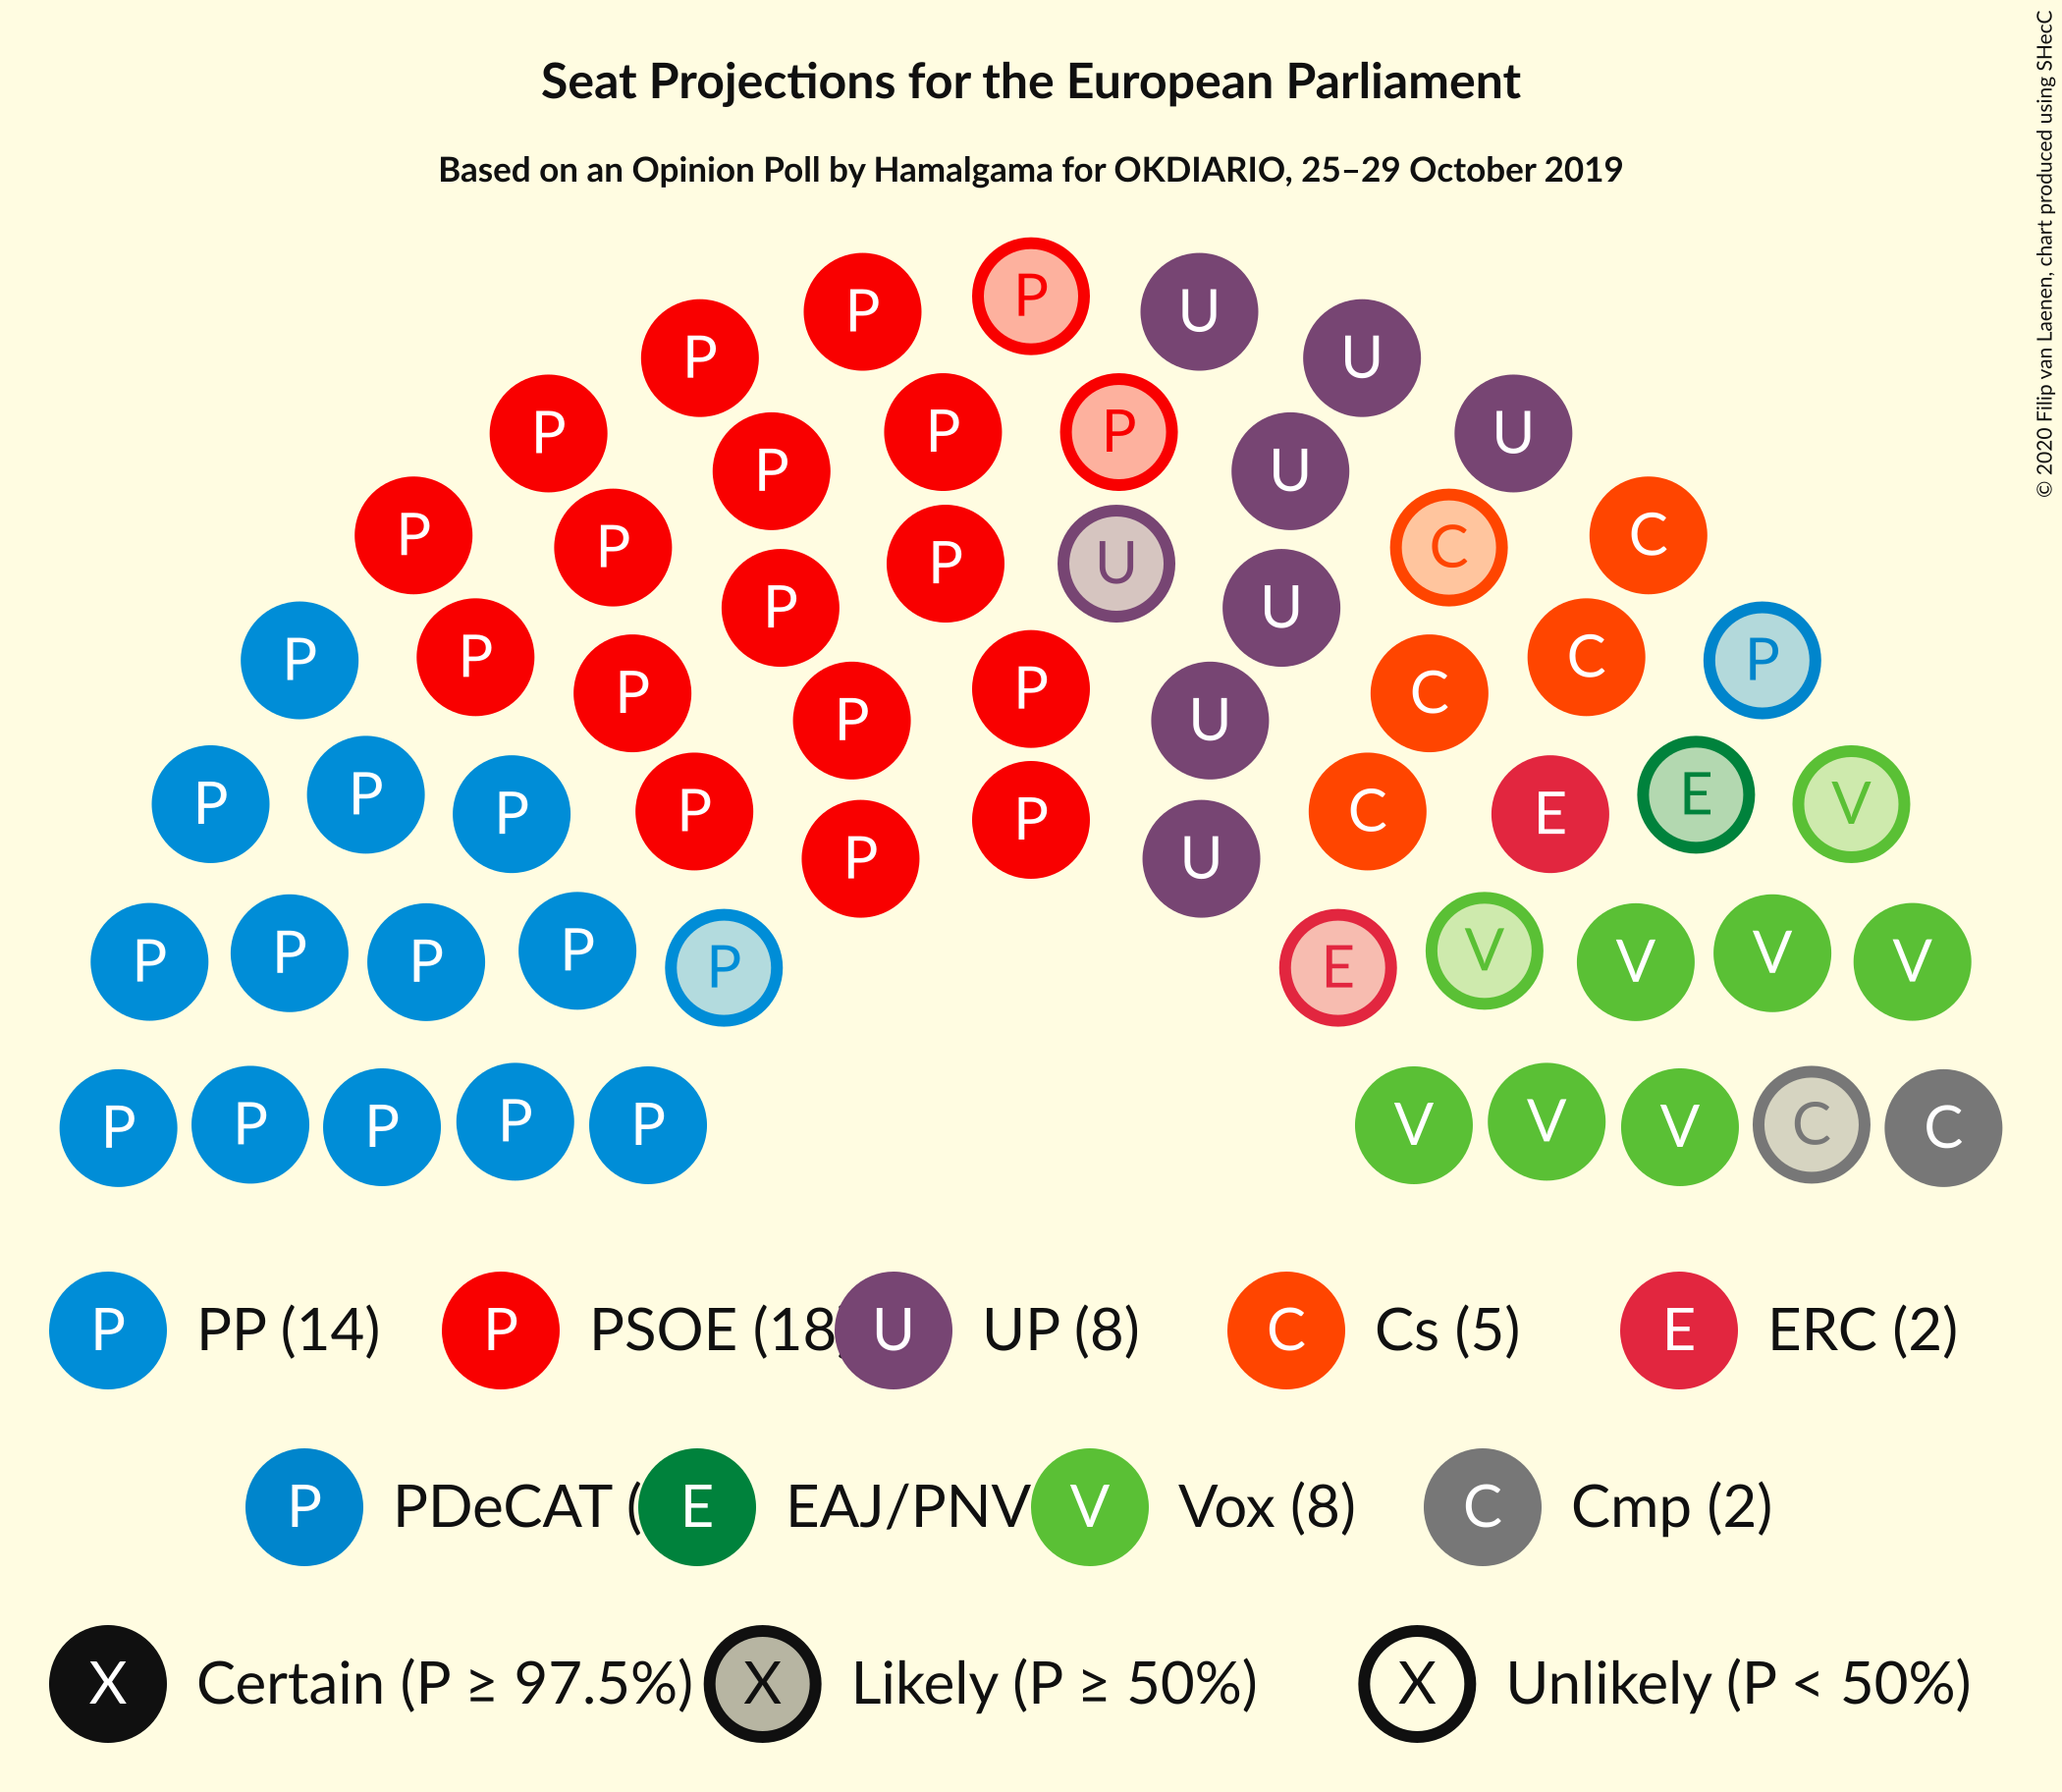 Seat Projections for the European Parliament
Based on an Opinion Poll by Hamalgama for OKDIARIO, 25–29 October 2019
© 2020 Filip van Laenen, chart produced using SHecC
P
P U
P U
P P P U
P U
P P C C
P U
P U
P P C P
P P C
P U
P P P P P C E E V
P U
P P P P P E V V V V
P P P P P V V V C C
P PP (14) P PSOE (18 U UP (8) C Cs (5) E ERC (2)
P PDeCAT ( E EAJ/PNV V Vox (8) C Cmp (2)
X Certain (P ≥ 97.5%) X Likely (P ≥ 50%) X Unlikely (P < 50%)